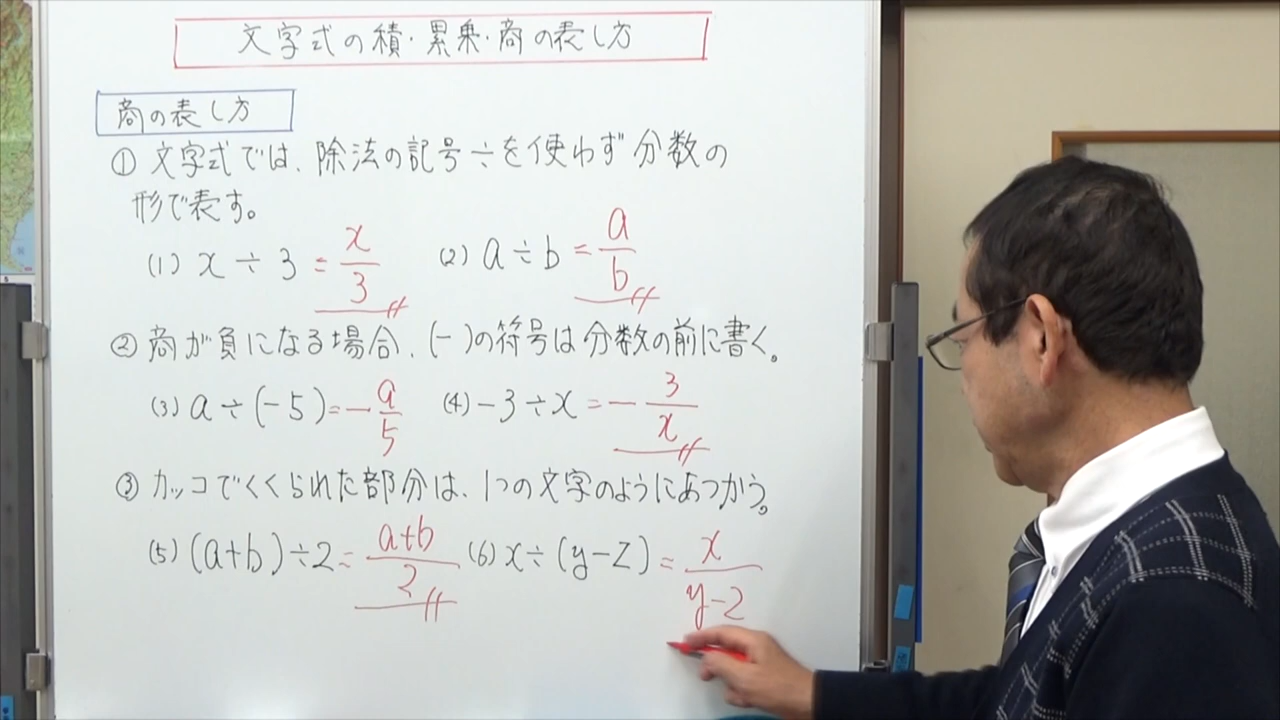 文字式の積・累乗・商の表し方
商の表し方
① 文字式では、除法の記号÷を使わず分数の
形で表す。
(1) x ÷ 3 = x/3 (2) a ÷ b = a/b
② 商が負になる場合、(−)の符号は分数の前に書く。
(3) a ÷ (−5) = −a/5 (4) −3 ÷ x = −3/x
③ カッコでくくられた部分は、1つの文字のようにあつかう。
(5) (a+b) ÷ 2 = a+b/2 (6) x ÷ (y−2) = x/y−2